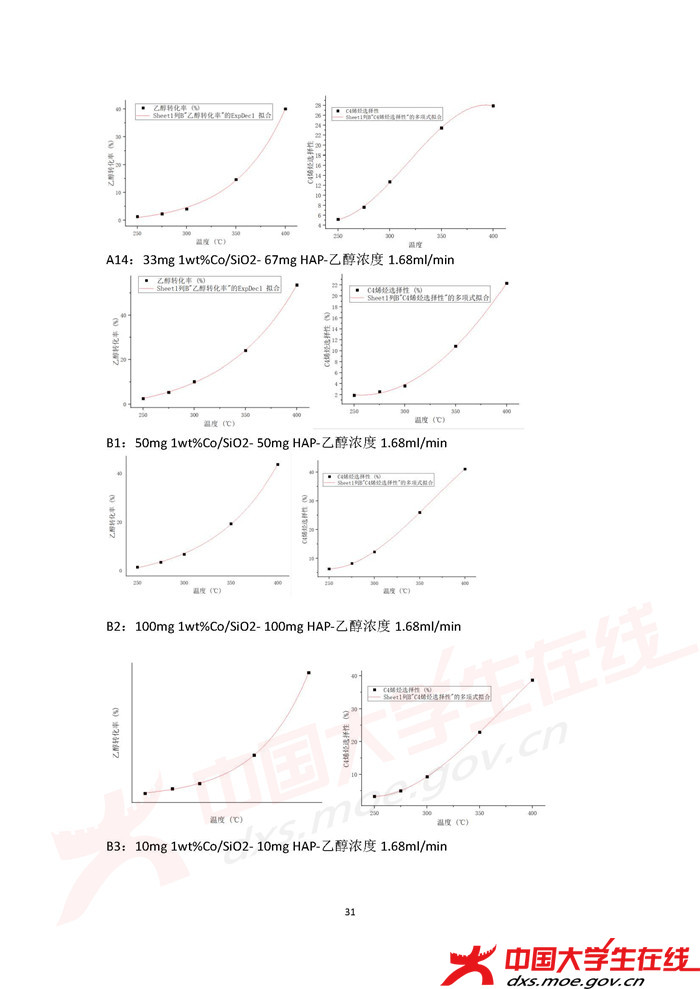 乙醇转化率 (%)
Sheet1列B"乙醇转化率"的ExpDec1 拟合
乙醇转化率 (%)
40
30
20
10
0
250
300
350
400
温度 (℃)
C4烯烃选择性
Sheet1列B"C4烯烃选择性"的多项式拟合
C4烯烃选择性
28
26
24
22
20
18
16
14
12
10
8
6
4
250
300
350
400
温度
A14：33mg 1wt%Co/SiO2- 67mg HAP-乙醇浓度 1.68ml/min
乙醇转化率 (%)
Sheet1列B"乙醇转化率"的ExpDec1 拟合
乙醇转化率 (%)
40
20
0
250
300
350
400
温度 (℃)
C4烯烃选择性 (%)
Sheet1列B"C4烯烃选择性"的多项式拟合
C4烯烃选择性 (%)
22
20
18
16
14
12
10
8
6
4
2
250
300
350
400
温度 (℃)
B1：50mg 1wt%Co/SiO2- 50mg HAP-乙醇浓度 1.68ml/min
乙醇转化率 (%)
40
20
0
250
300
350
400
温度 (℃)
C4烯烃选择性 (%)
Sheet1列B"C4烯烃选择性"的多项式拟合
C4烯烃选择性 (%)
40
30
20
10
250
300
350
400
温度 (℃)
B2：100mg 1wt%Co/SiO2- 100mg HAP-乙醇浓度 1.68ml/min
乙醇转化率 (%)
温度 (℃)
C4烯烃选择性 (%)
Sheet1列B"C4烯烃选择性"的多项式拟合
C4烯烃选择性 (%)
40
30
20
10
250
300
350
400
温度 (℃)
B3：10mg 1wt%Co/SiO2- 10mg HAP-乙醇浓度 1.68ml/min
中国大学生在线
dxs.moe.gov.cn
31
中国大学生在线
dxs.moe.gov.cn